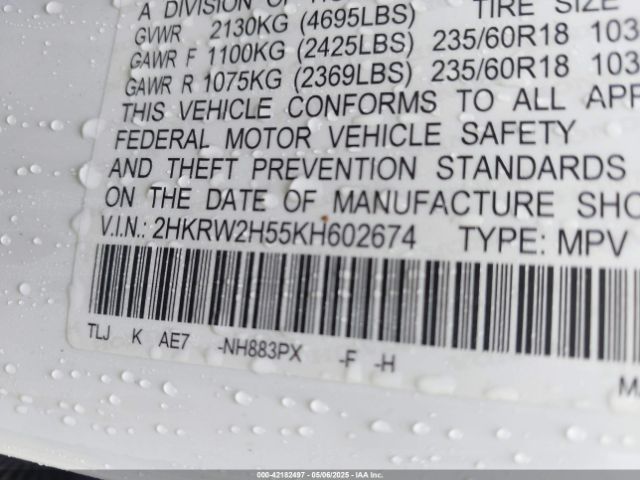 A DIVISION OF
TIRE SIZE
GVWR 2130KG (4695LBS)
GAWR F 1100KG (2425LBS) 235/60R18 103
GAWR R 1075KG (2369LBS) 235/60R18 103
THIS VEHICLE CONFORMS TO ALL APP
FEDERAL MOTOR VEHICLE SAFETY
AND THEFT PREVENTION STANDARDS
ON THE DATE OF MANUFACTURE SHO
V.I.N.: 2HKRW2H55KH602674 TYPE: MPV
TLJ K AE7 -NH883PX -F -H
000-42182497 - 05/06/2025 - IAAI Inc.